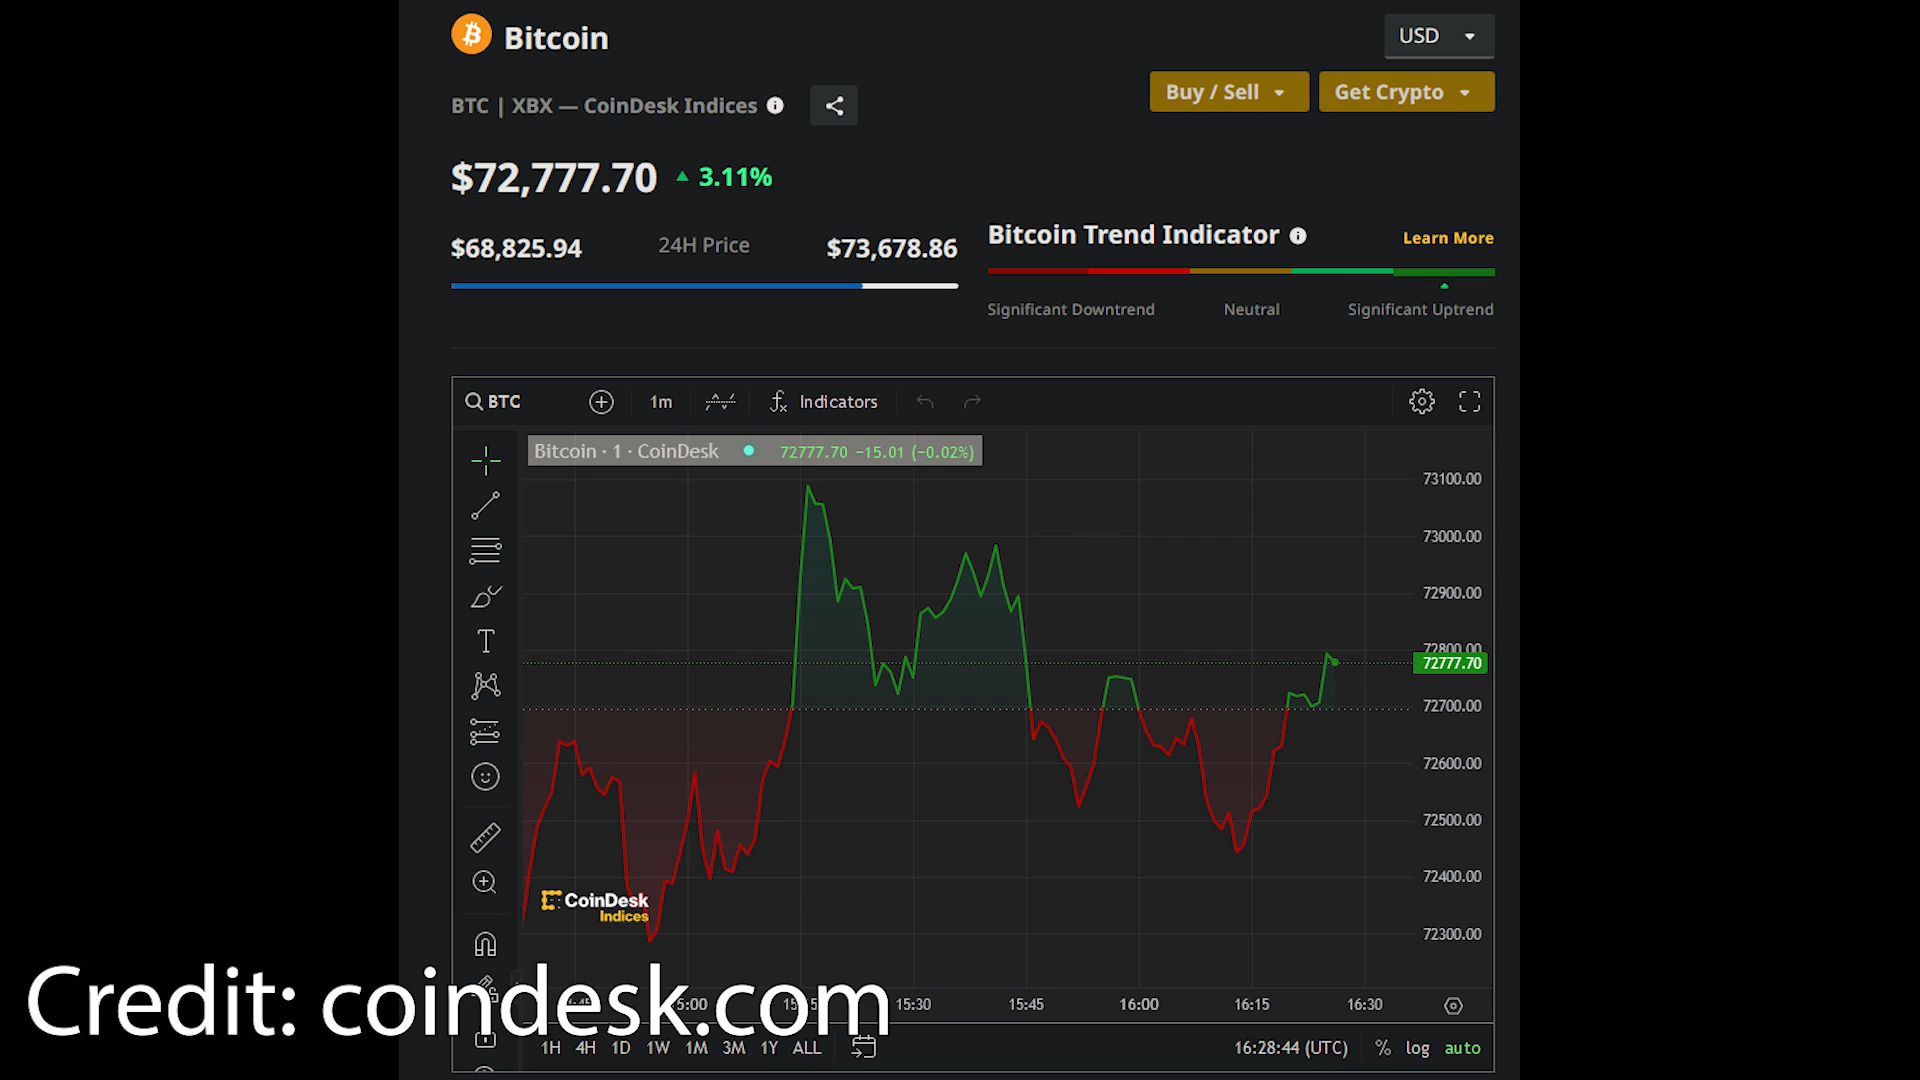 Bitcoin
USD
BTC | XBX — CoinDesk Indices
Buy / Sell
Get Crypto
$72,777.70 3.11%
$68,825.94 24H Price $73,678.86
Bitcoin Trend Indicator
Learn More
Significant Downtrend Neutral Significant Uptrend
BTC 1m Indicators
Bitcoin · 1 · CoinDesk 72777.70 −15.01 (−0.02%)
73100.00
73000.00
72900.00
72800.00
72777.70
72700.00
72600.00
72500.00
72400.00
72300.00
CoinDesk
Indices
Credit: coindesk.com
15:30 15:45 16:00 16:15 16:30
1H 4H 1D 1W 1M 3M 1Y ALL
16:28:44 (UTC) % log auto